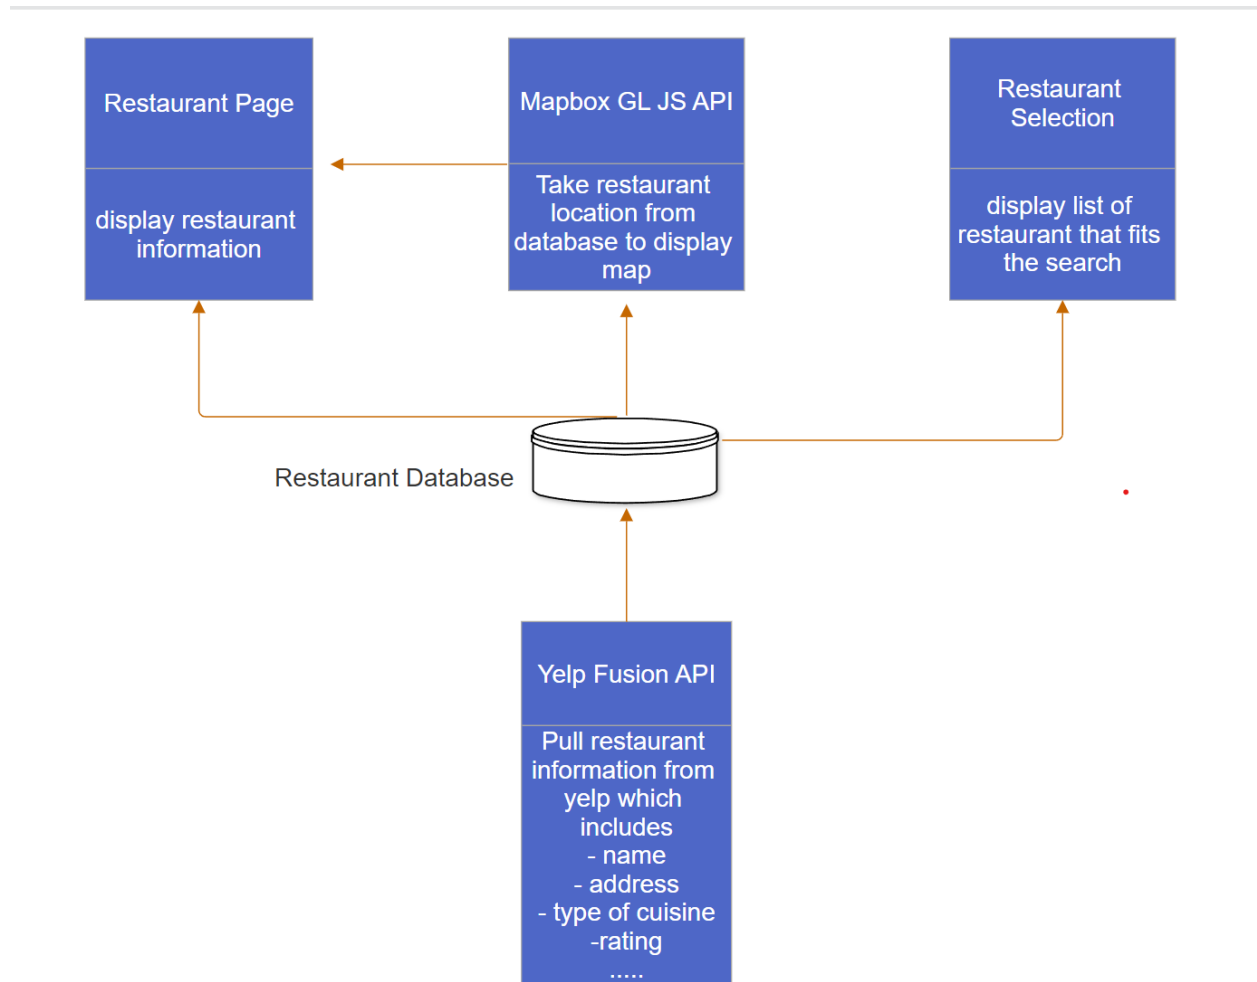 Restaurant Page
display restaurant
information
Mapbox GL JS API
Take restaurant
location from
database to display
map
Restaurant
Selection
display list of
restaurant that fits
the search
Restaurant Database
Yelp Fusion API
Pull restaurant
information from
yelp which
includes
- name
- address
- type of cuisine
-rating
.....